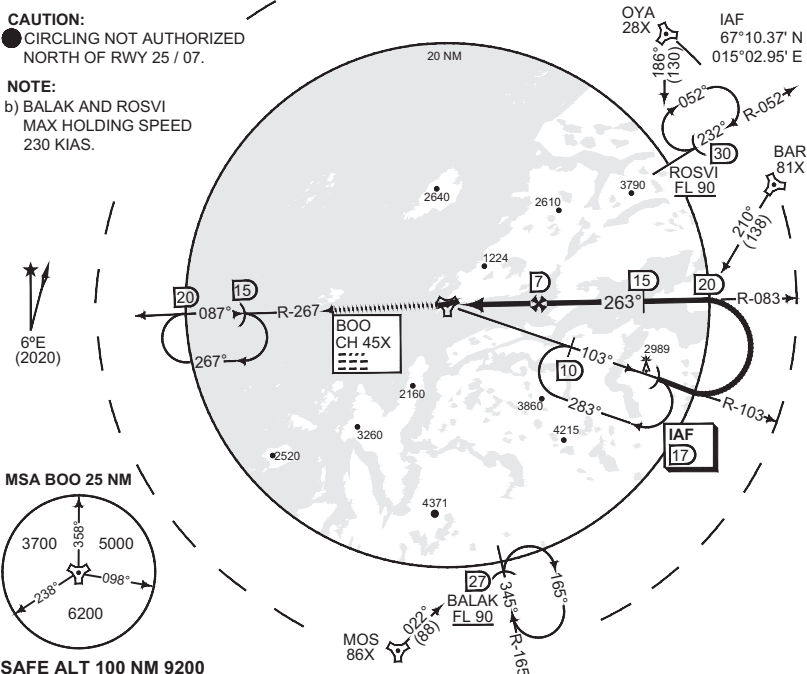 CAUTION:
CIRCLING NOT AUTHORIZED
NORTH OF RWY 25 / 07.
NOTE:
b) BALAK AND ROSVI
MAX HOLDING SPEED
230 KIAS.
20 NM
OYA
28X
186°
(130)
IAF
67°10.37' N
015°02.95' E
052°
R-052
232°
30
ROSVI
FL 90
BAR
81X
210°
(138)
2640
2610
3790
1224
7
15
20
263°
R-083
20
15
087°
R-267
267°
BOO
CH 45X
6ºE
(2020)
103°
2989
10
283°
R-103
IAF
17
2160
3860
3260
4215
2520
4371
MSA BOO 25 NM
3700
5000
358°
098°
238°
6200
27
BALAK
FL 90
345°
165°
R-165
022°
(88)
MOS
86X
SAFE ALT 100 NM 9200